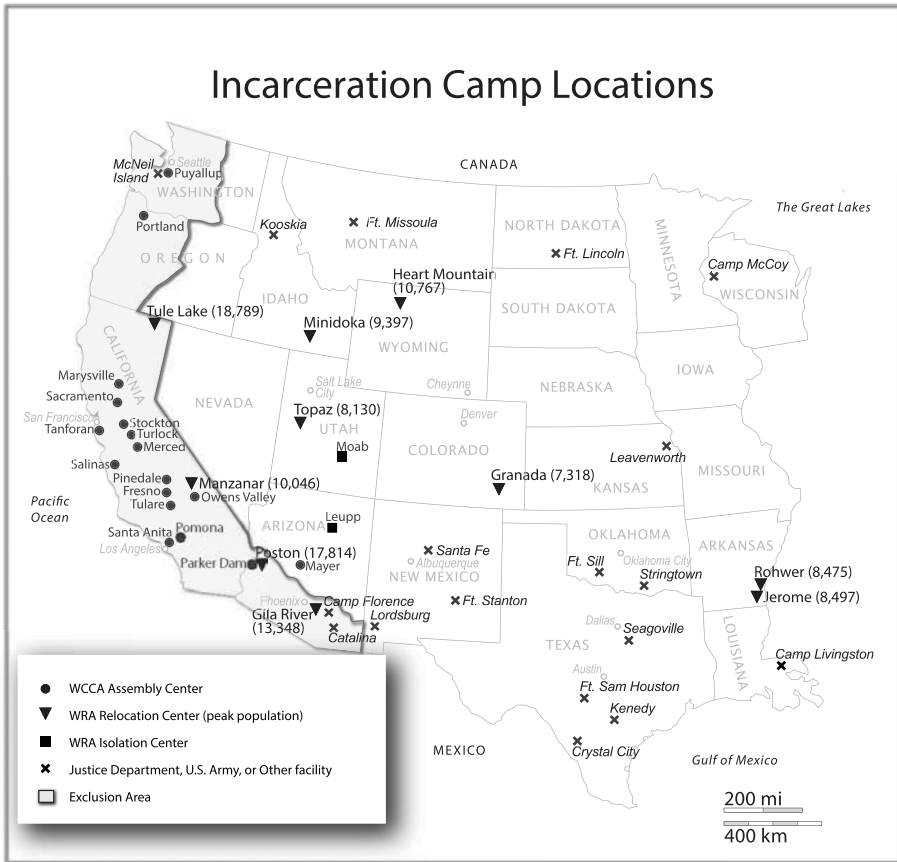 Incarceration Camp Locations
CANADA
The Great Lakes
McNeil
Island
Seattle
Puyallup
WASHINGTON
Portland
OREGON
Kooskia
Ft. Missoula
MONTANA
NORTH DAKOTA
Ft. Lincoln
MINNESOTA
Camp McCoy
WISCONSIN
Heart Mountain
(10,767)
IDAHO
SOUTH DAKOTA
Tule Lake (18,789)
Minidoka (9,397)
WYOMING
CALIFORNIA
IOWA
Marysville
Sacramento
Salt Lake
City
Cheynne
NEBRASKA
NEVADA
San Francisco
Tanforan
Stockton
Turlock
Merced
Topaz (8,130)
UTAH
Denver
Moab
COLORADO
Leavenworth
Salinas
Pinedale
Fresno
Tulare
Manzanar (10,046)
Owens Valley
Granada (7,318)
KANSAS
MISSOURI
Pacific
Ocean
Leupp
ARIZONA
Santa Anita
Pomona
Los Angeles
OKLAHOMA
ARKANSAS
Parker Dam
Poston (17,814)
Mayer
Santa Fe
Albuquerque
NEW MEXICO
Ft. Sill
Oklahoma City
Stringtown
Rohwer (8,475)
Jerome (8,497)
Phoenix
Gila River
(13,348)
Camp Florence
Lordsburg
Catalina
Ft. Stanton
Dallas
Seagoville
TEXAS
LOUISIANA
Camp Livingston
Austin
Ft. Sam Houston
Kenedy
Crystal City
MEXICO
Gulf of Mexico
WCCA Assembly Center
WRA Relocation Center (peak population)
WRA Isolation Center
Justice Department, U.S. Army, or Other facility
Exclusion Area
200 mi
400 km